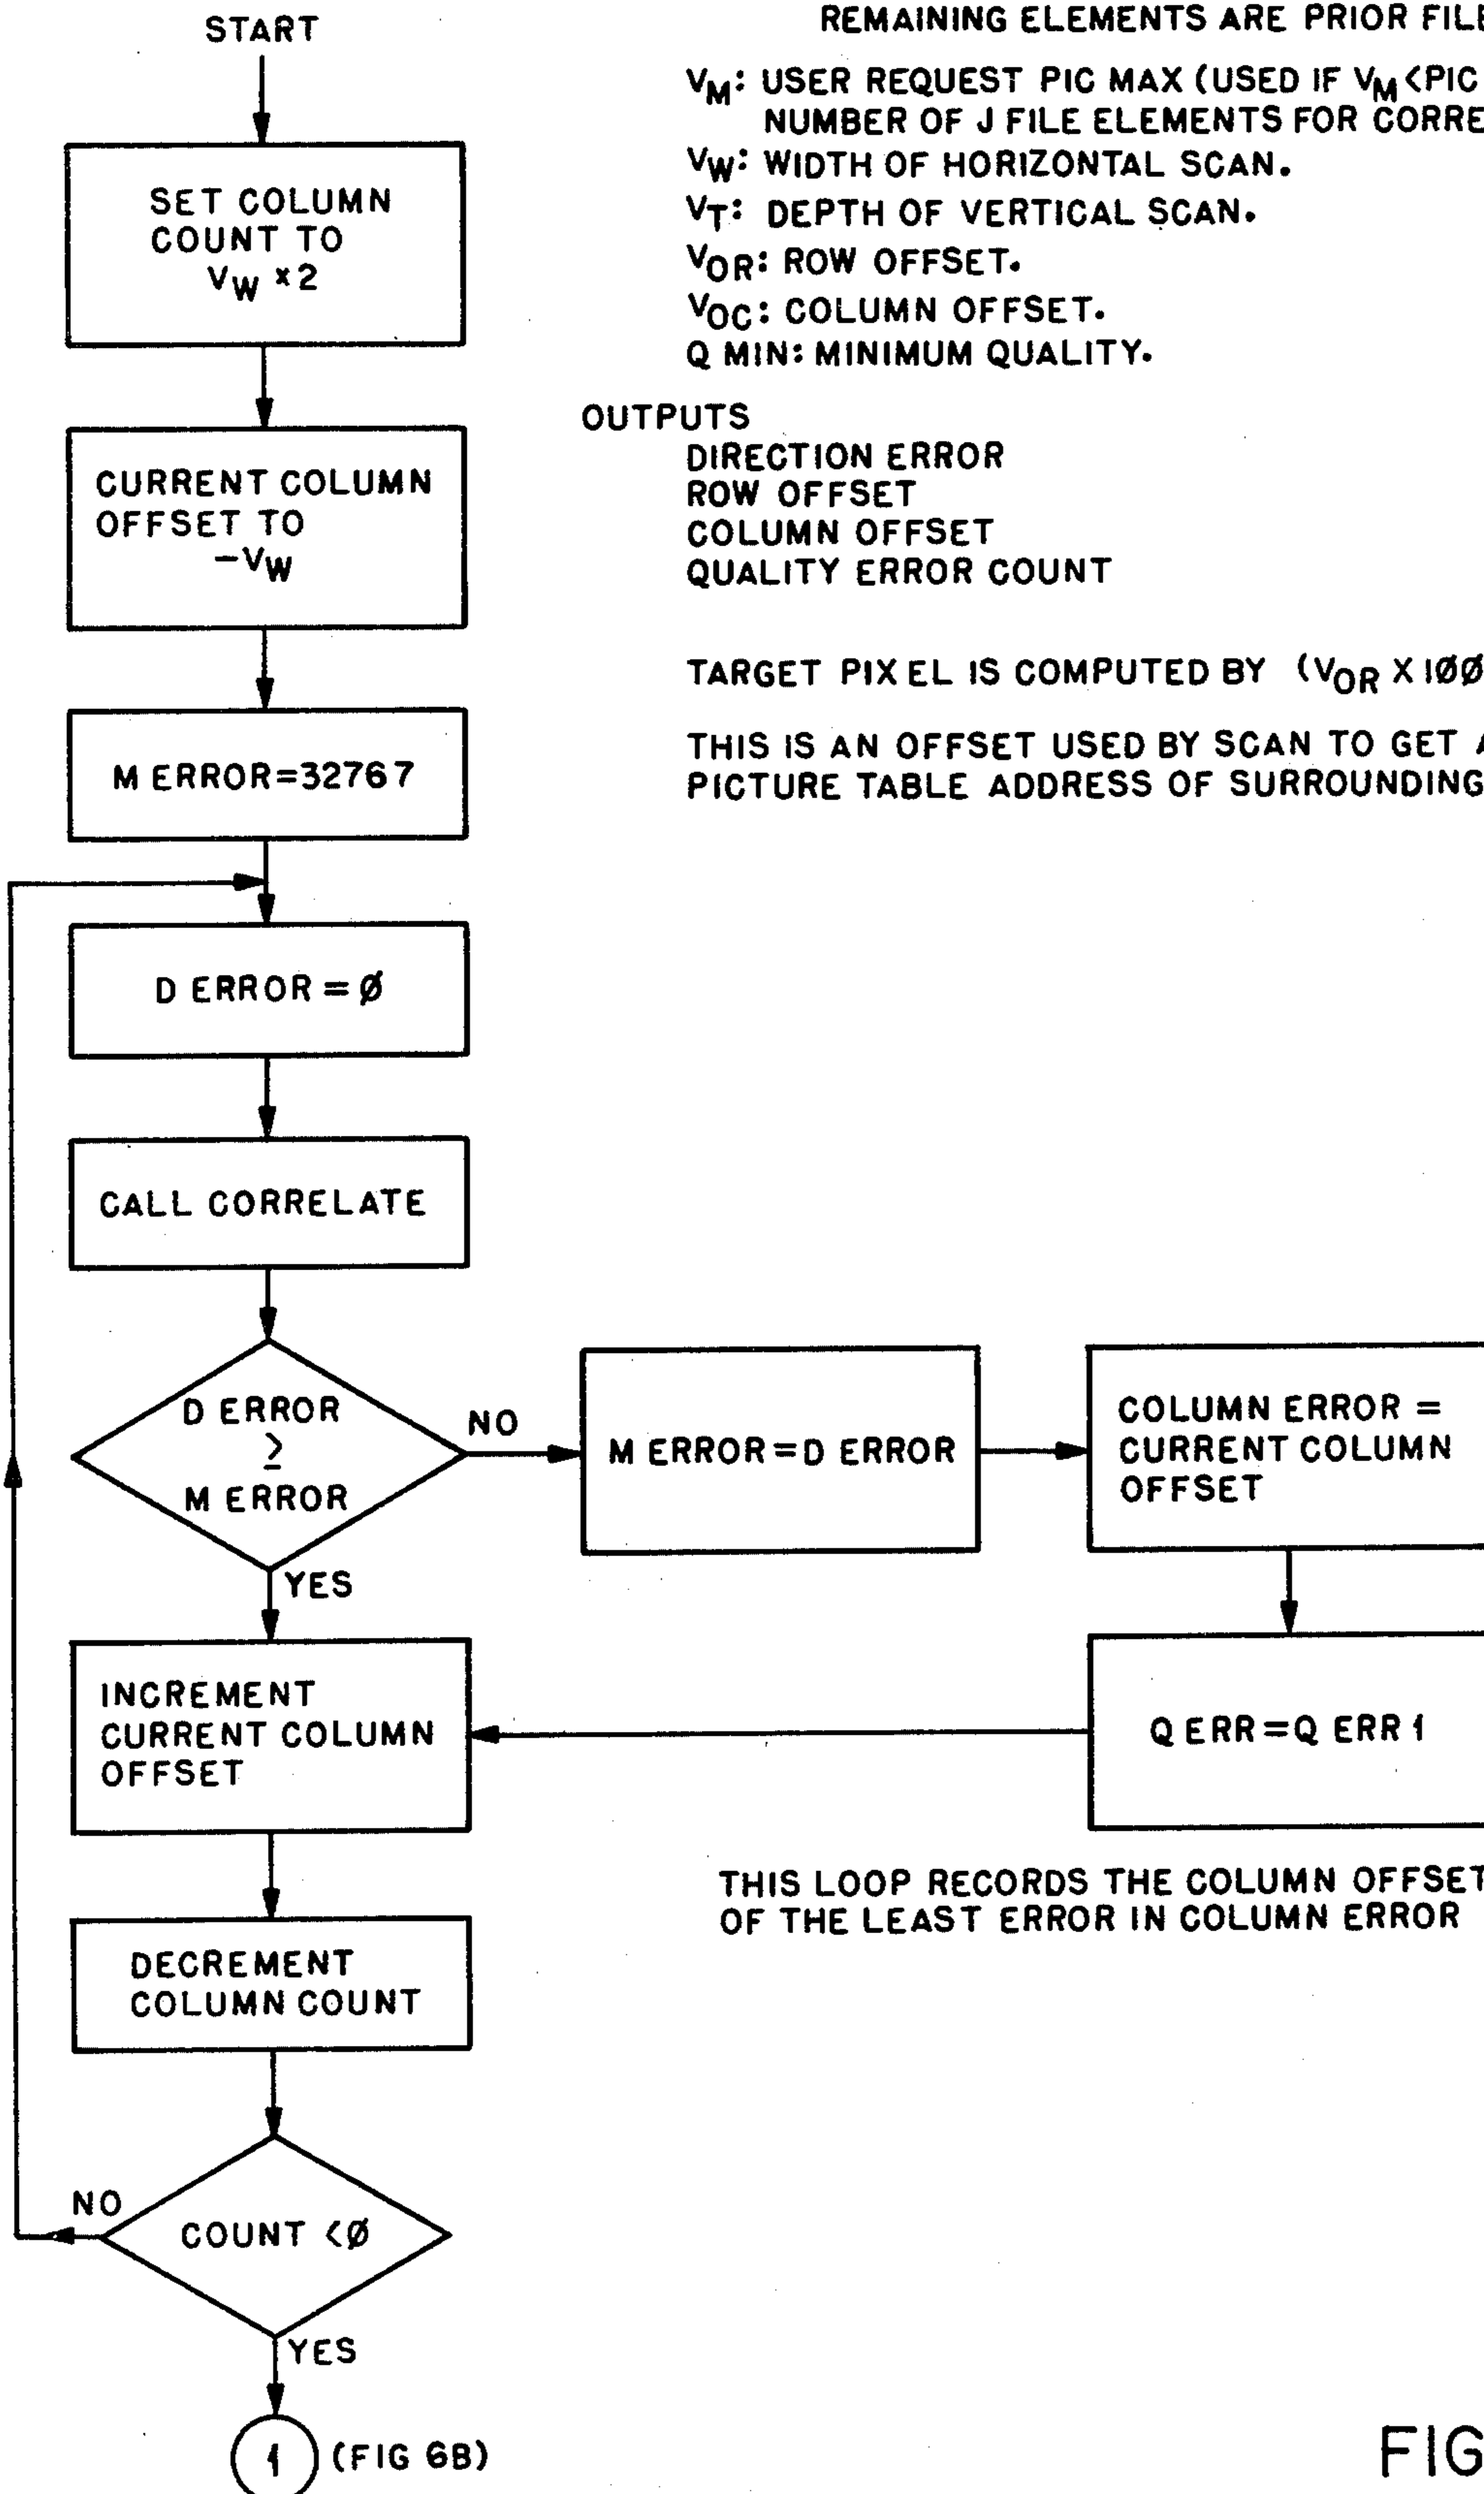 START
SET COLUMN
COUNT TO
VW x 2
CURRENT COLUMN
OFFSET TO
-VW
M ERROR=32767
D ERROR = Ø
CALL CORRELATE
D ERROR
≥
M ERROR
NO
YES
M ERROR=D ERROR
COLUMN ERROR =
CURRENT COLUMN
OFFSET
Q ERR=Q ERR 1
INCREMENT
CURRENT COLUMN
OFFSET
DECREMENT
COLUMN COUNT
COUNT <Ø
NO
YES
1 (FIG 6B)
REMAINING ELEMENTS ARE PRIOR FILE
VM: USER REQUEST PIC MAX (USED IF VM <PIC
NUMBER OF J FILE ELEMENTS FOR CORRE
VW: WIDTH OF HORIZONTAL SCAN.
VT: DEPTH OF VERTICAL SCAN.
VOR: ROW OFFSET.
VOC: COLUMN OFFSET.
Q MIN: MINIMUM QUALITY.
OUTPUTS
DIRECTION ERROR
ROW OFFSET
COLUMN OFFSET
QUALITY ERROR COUNT
TARGET PIXEL IS COMPUTED BY (VOR X 1ØØ
THIS IS AN OFFSET USED BY SCAN TO GET A
PICTURE TABLE ADDRESS OF SURROUNDING
THIS LOOP RECORDS THE COLUMN OFFSET
OF THE LEAST ERROR IN COLUMN ERROR
FIG